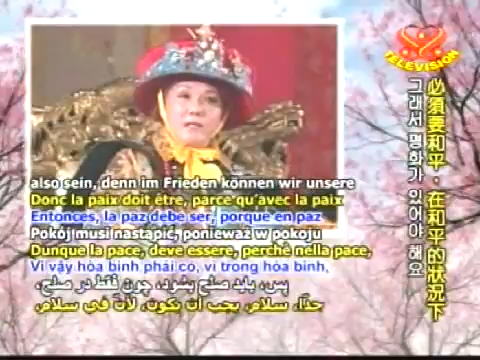 TELEVISION
also sein, denn im Frieden können wir unsere
Donc la paix doit être, parce qu'avec la paix
Entonces, la paz debe ser, porque en paz
Pokój musi nastąpić, ponieważ w pokoju
Dunque la pace, deve essere, perché nella pace,
Vì vậy hòa bình phải có, vì trong hòa bình,
پس، باید صلح بشود، چون فقط در صلح،
حذا، سلام، يجب أن يكون، لأن في سلام،
必須要和平，在和平的狀況下
그래서 평화가 있어야 해요